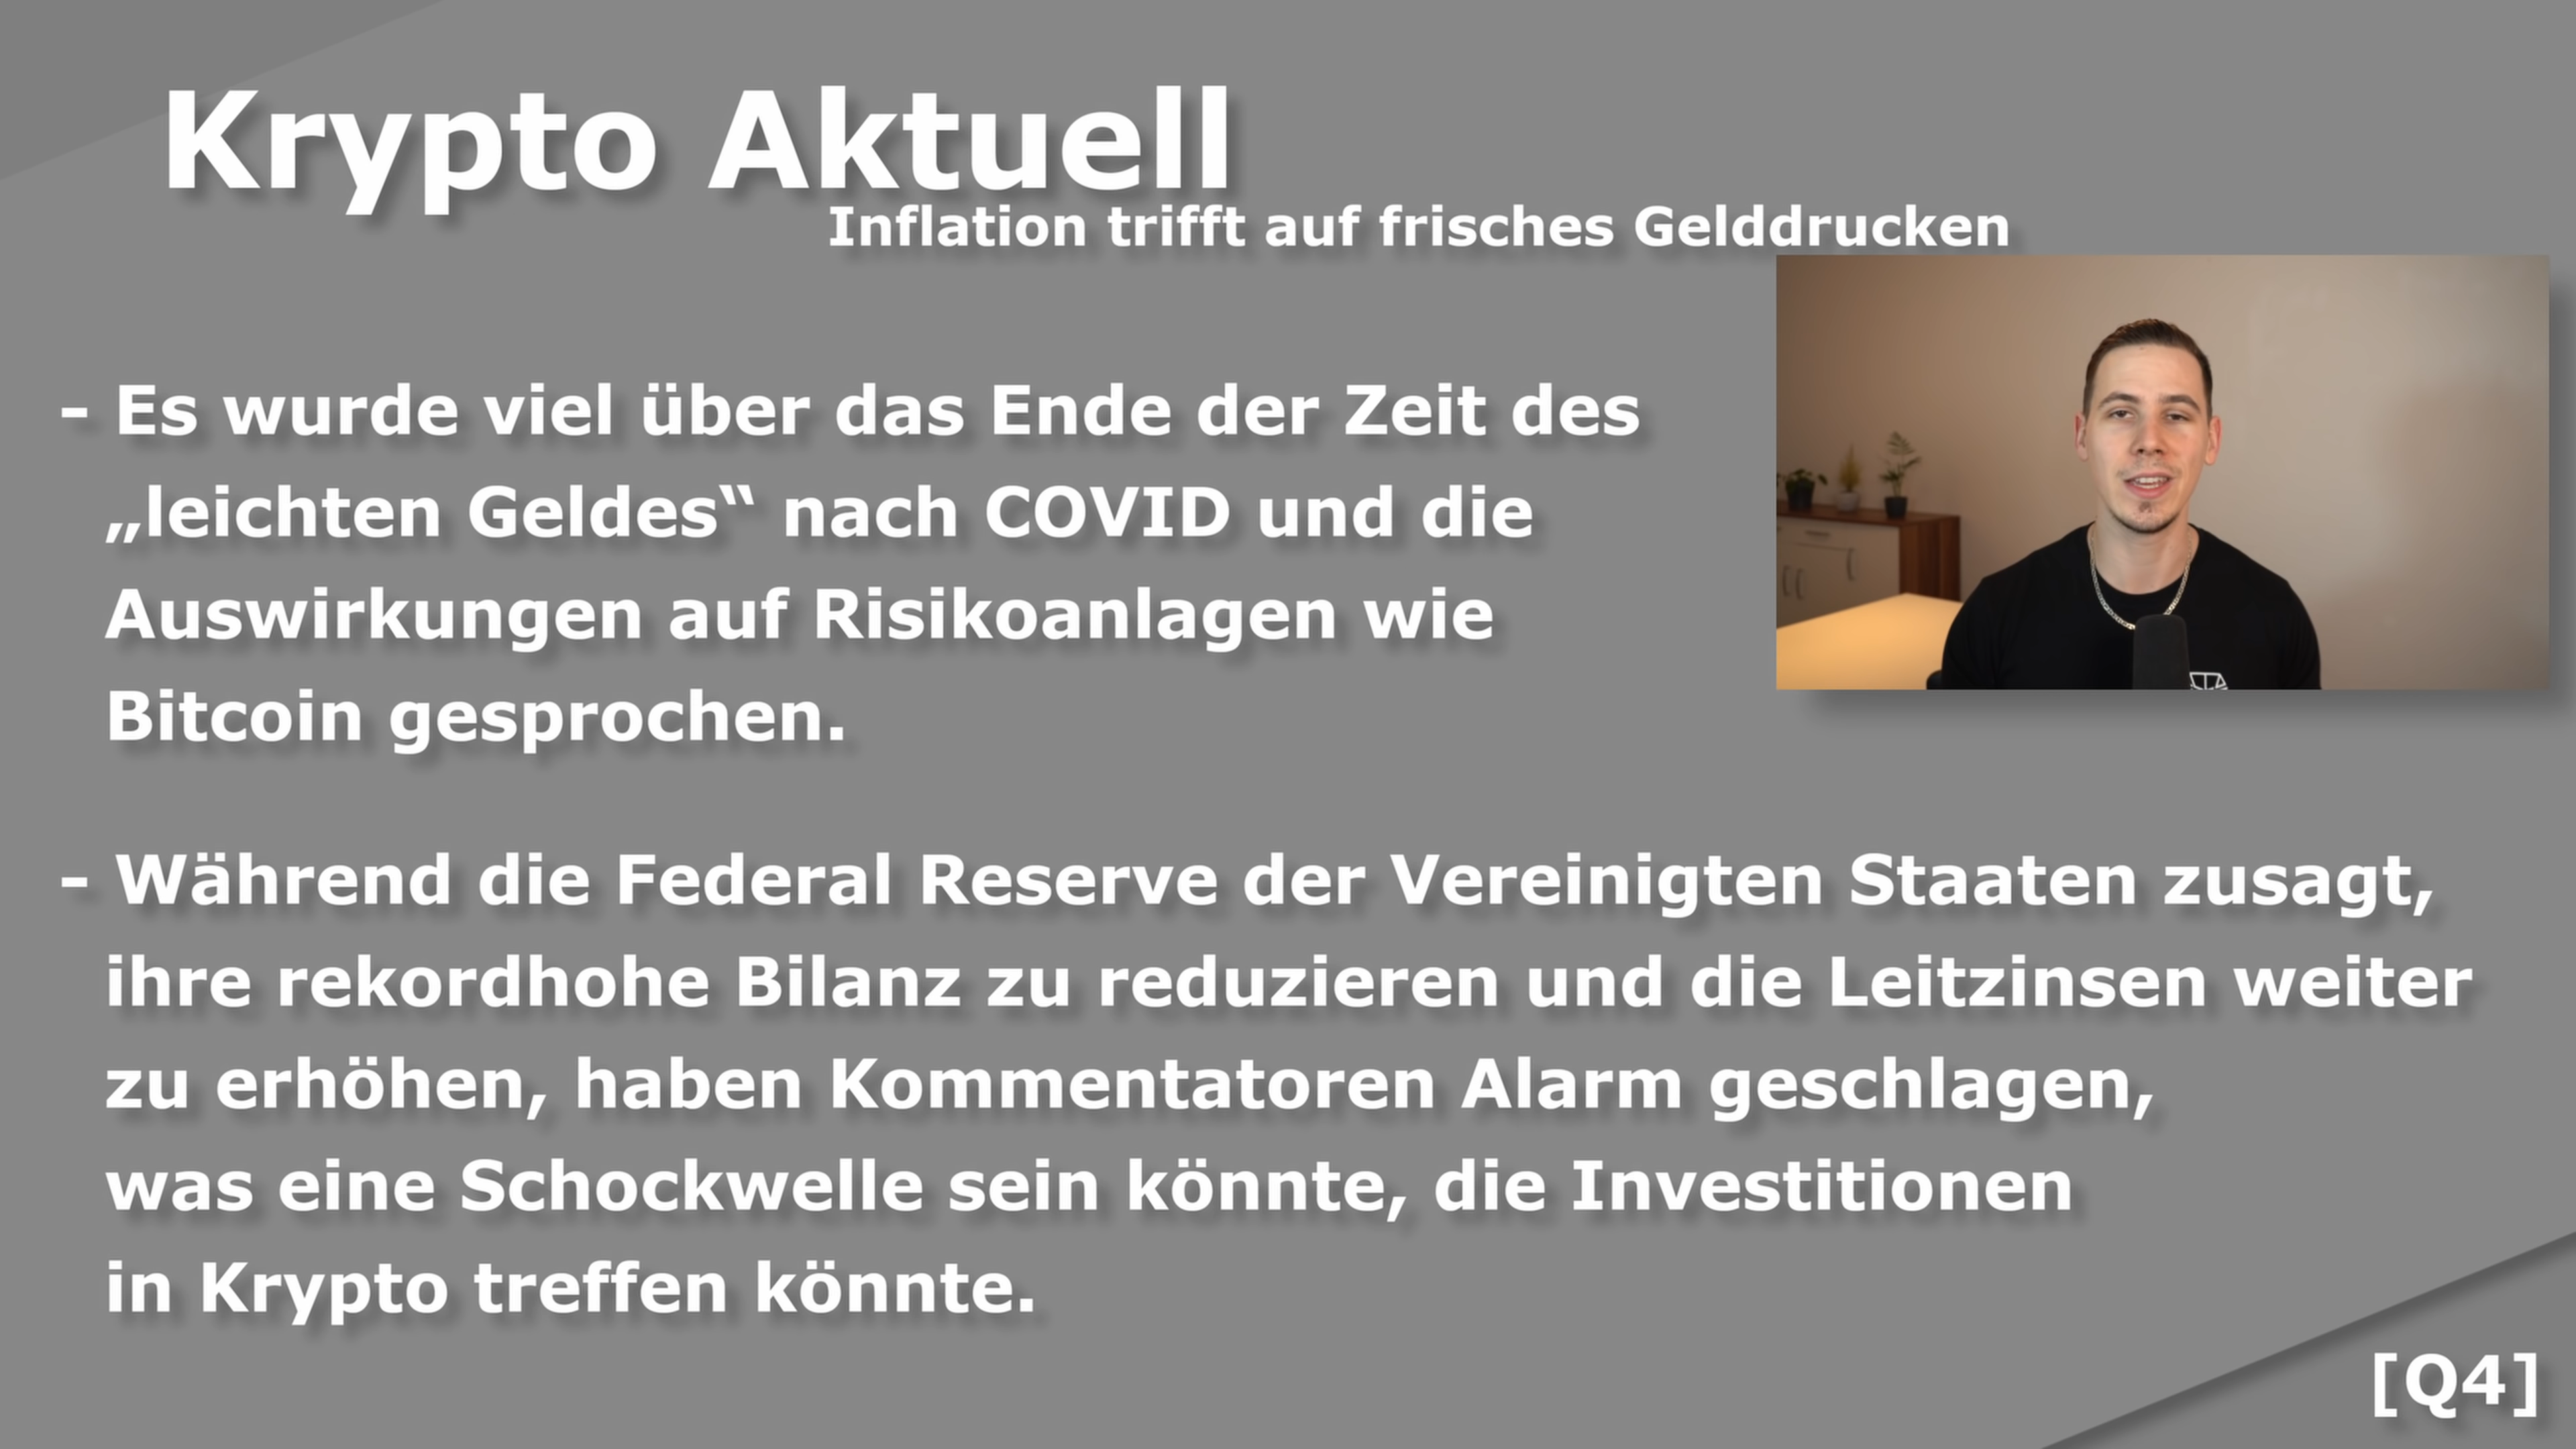 Krypto Aktuell
Inflation trifft auf frisches Gelddrucken
- Es wurde viel über das Ende der Zeit des
„leichten Geldes“ nach COVID und die
Auswirkungen auf Risikoanlagen wie
Bitcoin gesprochen.
- Während die Federal Reserve der Vereinigten Staaten zusagt,
ihre rekordhohe Bilanz zu reduzieren und die Leitzinsen weiter
zu erhöhen, haben Kommentatoren Alarm geschlagen,
was eine Schockwelle sein könnte, die Investitionen
in Krypto treffen könnte.
[Q4]